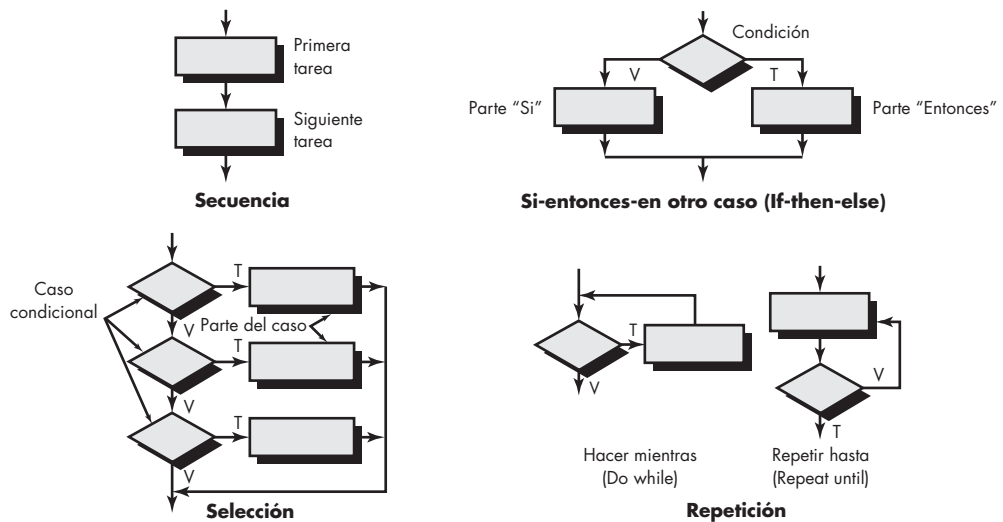 Primera
tarea
Siguiente
tarea
Secuencia
Condición
V
T
Parte "Si"
Parte "Entonces"
Si-entonces-en otro caso (If-then-else)
Caso
condicional
T
V
Parte del caso
T
V
T
V
Selección
T
V
Hacer mientras
(Do while)
V
T
Repetir hasta
(Repeat until)
Repetición